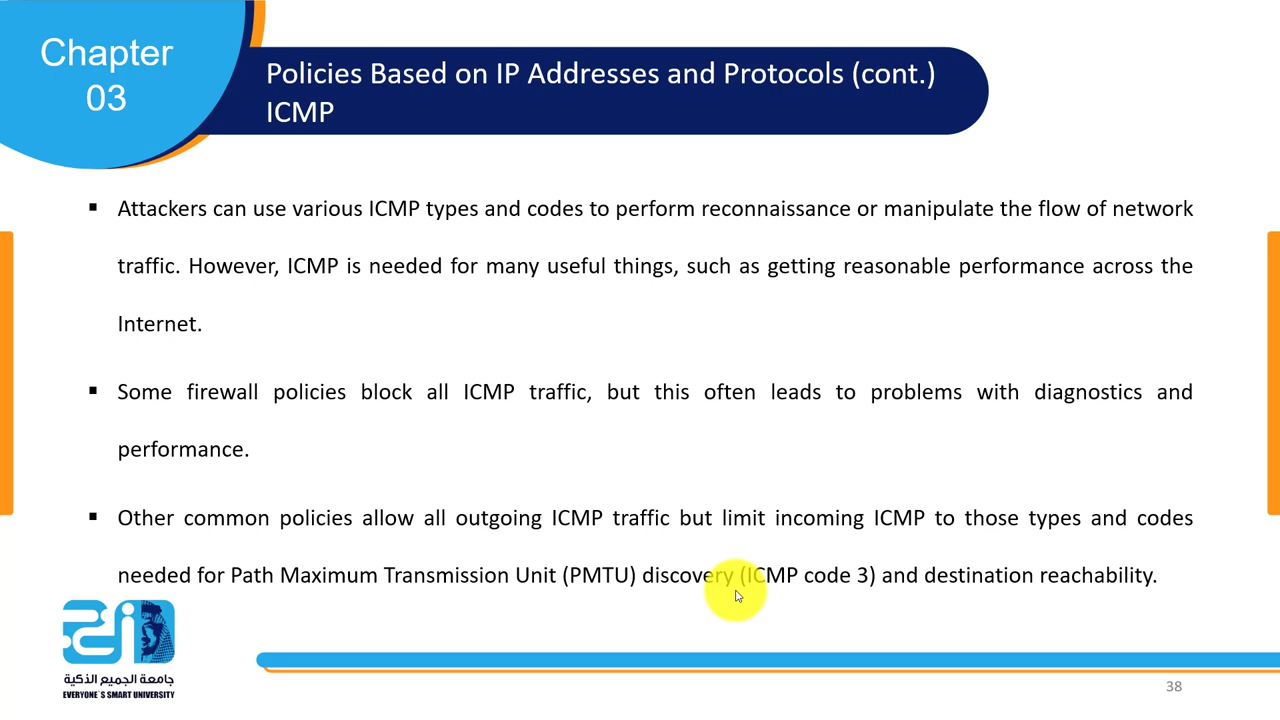 Chapter
03
Policies Based on IP Addresses and Protocols (cont.)
ICMP
▪ Attackers can use various ICMP types and codes to perform reconnaissance or manipulate the flow of network
traffic. However, ICMP is needed for many useful things, such as getting reasonable performance across the
Internet.
▪ Some firewall policies block all ICMP traffic, but this often leads to problems with diagnostics and
performance.
▪ Other common policies allow all outgoing ICMP traffic but limit incoming ICMP to those types and codes
needed for Path Maximum Transmission Unit (PMTU) discovery (ICMP code 3) and destination reachability.
جامعة الجميع الذكية
EVERYONE`S SMART UNIVERSITY
38